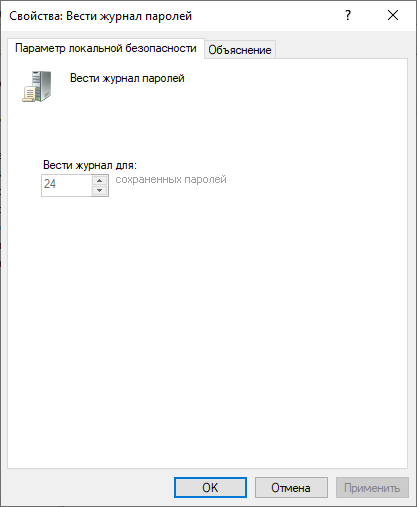 Свойства: Вести журнал паролей
?
Параметр локальной безопасности
Объяснение
Вести журнал паролей
Вести журнал для:
24
сохраненных паролей
OK
Отмена
Применить